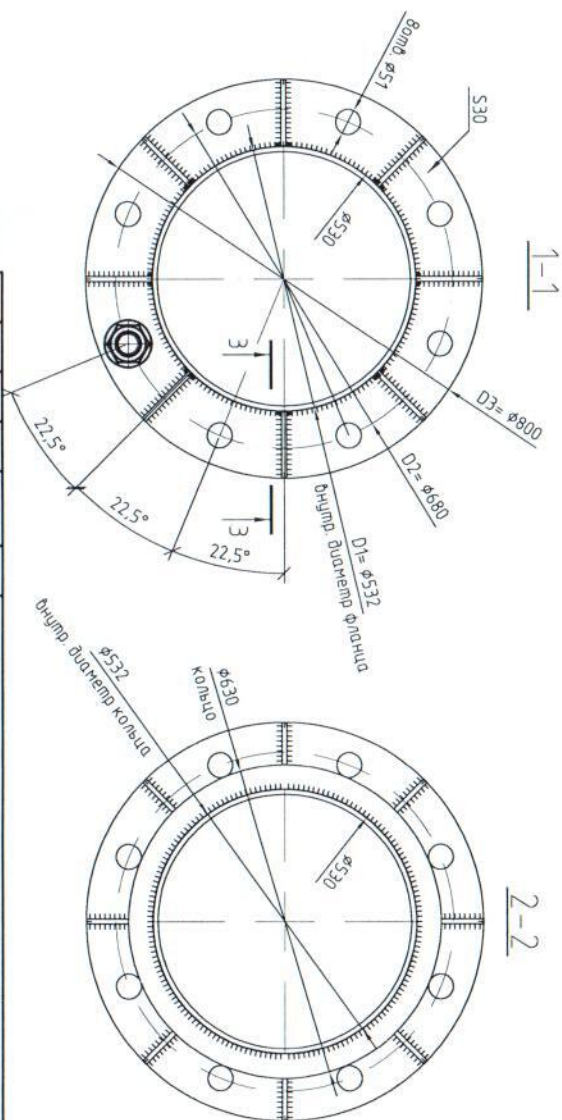 1-1
8отв. ⌀51
S30
⌀530
D3= ⌀800
D2= ⌀680
D1= ⌀532
внутр. диаметр фланца
3
3
22,5°
22,5°
22,5°
2-2
⌀530
⌀630
кольцо
⌀532
внутр. диаметр кольца